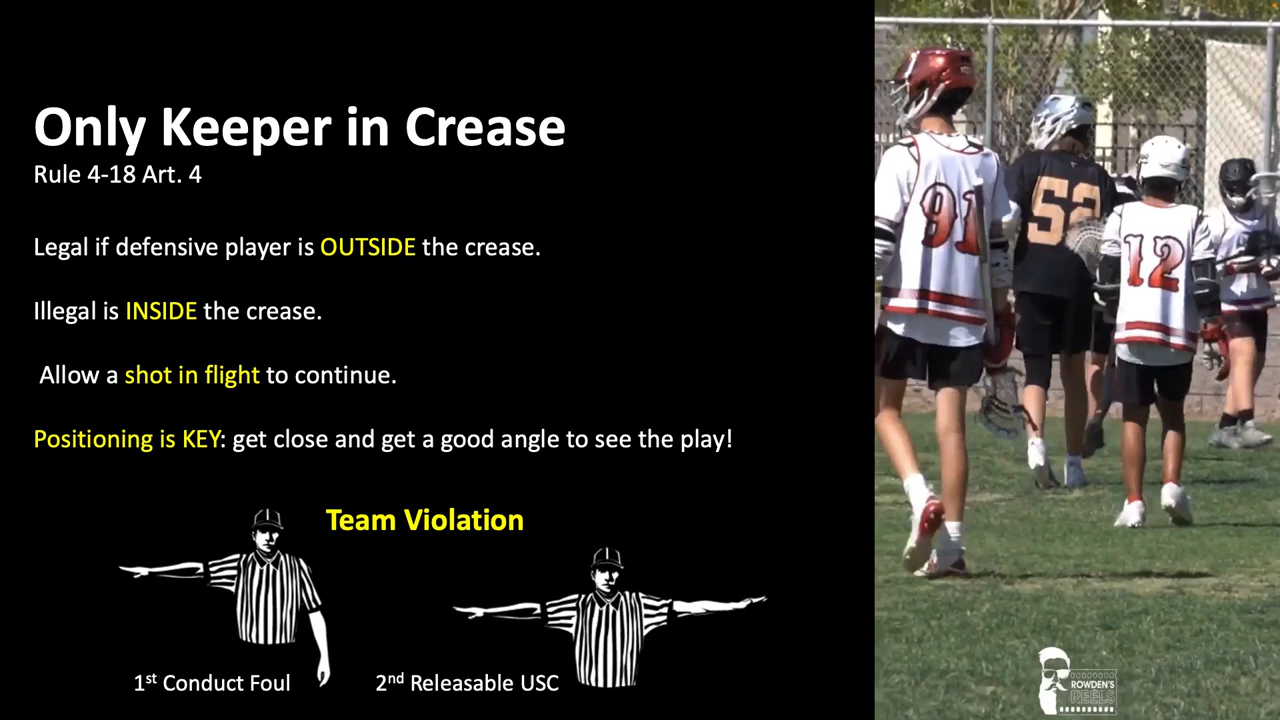 Only Keeper in Crease
Rule 4-18 Art. 4
Legal if defensive player is OUTSIDE the crease.
Illegal is INSIDE the crease.
Allow a shot in flight to continue.
Positioning is KEY: get close and get a good angle to see the play!
Team Violation
1st Conduct Foul
2nd Releasable USC
91
52
12
ROWDEN'S
REELS